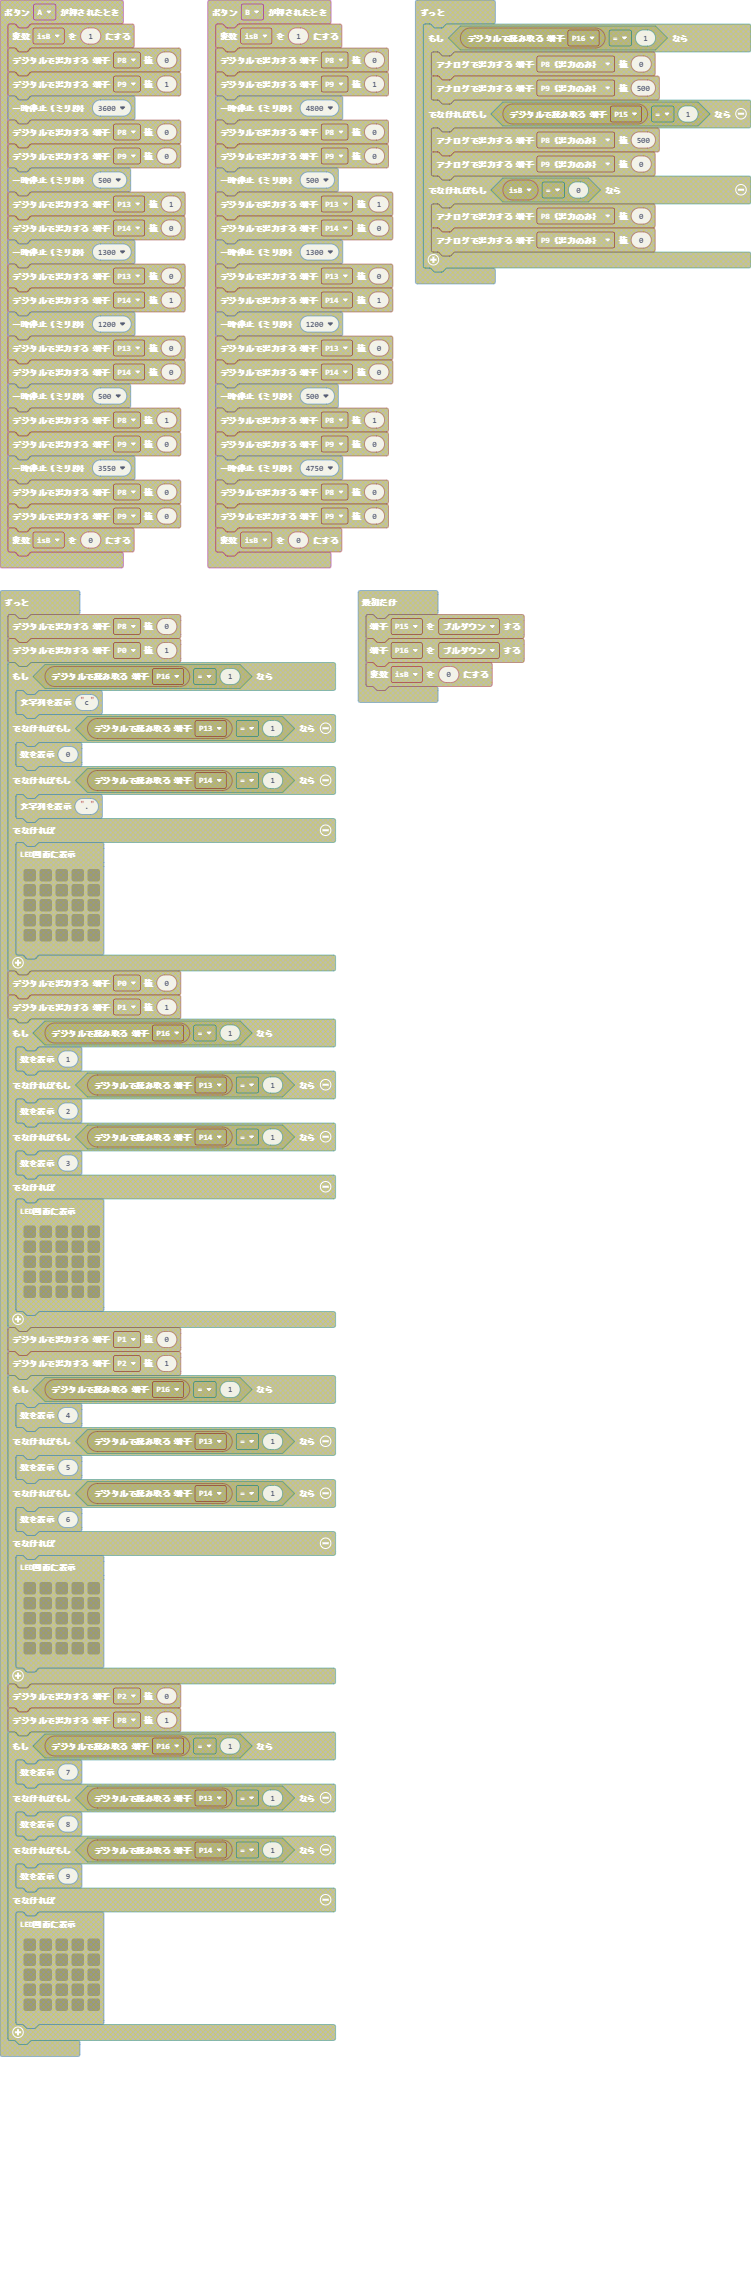 ボタン A が押されたとき
変数 isB を 1 にする
デジタルで出力する 端子 P8 値 0
デジタルで出力する 端子 P9 値 1
一時停止 (ミリ秒) 3600
デジタルで出力する 端子 P8 値 0
デジタルで出力する 端子 P9 値 0
一時停止 (ミリ秒) 500
デジタルで出力する 端子 P13 値 1
デジタルで出力する 端子 P14 値 0
一時停止 (ミリ秒) 1300
デジタルで出力する 端子 P13 値 0
デジタルで出力する 端子 P14 値 1
一時停止 (ミリ秒) 1200
デジタルで出力する 端子 P13 値 0
デジタルで出力する 端子 P14 値 0
一時停止 (ミリ秒) 500
デジタルで出力する 端子 P8 値 1
デジタルで出力する 端子 P9 値 0
一時停止 (ミリ秒) 3550
デジタルで出力する 端子 P8 値 0
デジタルで出力する 端子 P9 値 0
変数 isB を 0 にする
ボタン B が押されたとき
変数 isB を 1 にする
デジタルで出力する 端子 P8 値 0
デジタルで出力する 端子 P9 値 1
一時停止 (ミリ秒) 4800
デジタルで出力する 端子 P8 値 0
デジタルで出力する 端子 P9 値 0
一時停止 (ミリ秒) 500
デジタルで出力する 端子 P13 値 1
デジタルで出力する 端子 P14 値 0
一時停止 (ミリ秒) 1300
デジタルで出力する 端子 P13 値 0
デジタルで出力する 端子 P14 値 1
一時停止 (ミリ秒) 1200
デジタルで出力する 端子 P13 値 0
デジタルで出力する 端子 P14 値 0
一時停止 (ミリ秒) 500
デジタルで出力する 端子 P8 値 1
デジタルで出力する 端子 P9 値 0
一時停止 (ミリ秒) 4750
デジタルで出力する 端子 P8 値 0
デジタルで出力する 端子 P9 値 0
変数 isB を 0 にする
ずっと
もし デジタルで読み取る 端子 P16 = 1 なら
アナログで出力する 端子 P8 (出力のみ) 値 0
アナログで出力する 端子 P9 (出力のみ) 値 500
でなければもし デジタルで読み取る 端子 P15 = 1 なら
アナログで出力する 端子 P8 (出力のみ) 値 500
アナログで出力する 端子 P9 (出力のみ) 値 0
でなければもし isB = 0 なら
アナログで出力する 端子 P8 (出力のみ) 値 0
アナログで出力する 端子 P9 (出力のみ) 値 0
ずっと
デジタルで出力する 端子 P8 値 0
デジタルで出力する 端子 P0 値 1
もし デジタルで読み取る 端子 P16 = 1 なら
文字列を表示 "c"
でなければもし デジタルで読み取る 端子 P13 = 1 なら
数を表示 0
でなければもし デジタルで読み取る 端子 P14 = 1 なら
文字列を表示 "."
でなければ
LED画面に表示
デジタルで出力する 端子 P0 値 0
デジタルで出力する 端子 P1 値 1
もし デジタルで読み取る 端子 P16 = 1 なら
数を表示 1
でなければもし デジタルで読み取る 端子 P13 = 1 なら
数を表示 2
でなければもし デジタルで読み取る 端子 P14 = 1 なら
数を表示 3
でなければ
LED画面に表示
デジタルで出力する 端子 P1 値 0
デジタルで出力する 端子 P2 値 1
もし デジタルで読み取る 端子 P16 = 1 なら
数を表示 4
でなければもし デジタルで読み取る 端子 P13 = 1 なら
数を表示 5
でなければもし デジタルで読み取る 端子 P14 = 1 なら
数を表示 6
でなければ
LED画面に表示
デジタルで出力する 端子 P2 値 0
デジタルで出力する 端子 P8 値 1
もし デジタルで読み取る 端子 P16 = 1 なら
数を表示 7
でなければもし デジタルで読み取る 端子 P13 = 1 なら
数を表示 8
でなければもし デジタルで読み取る 端子 P14 = 1 なら
数を表示 9
でなければ
LED画面に表示
最初だけ
端子 P15 を プルダウン する
端子 P16 を プルダウン する
変数 isB を 0 にする